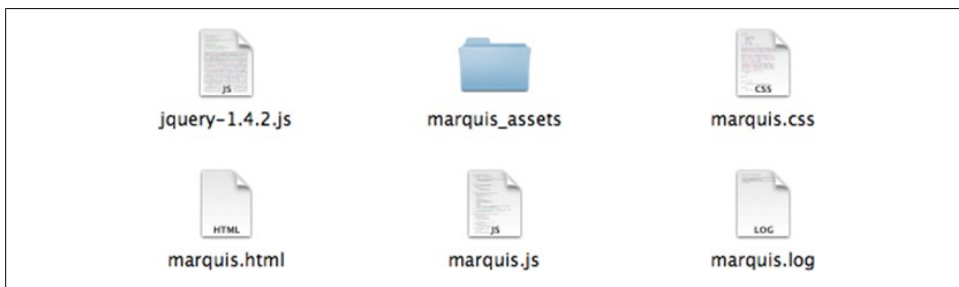 JS
CSS
jquery-1.4.2.js
marquis_assets
marquis.css
HTML
JS
LOG
marquis.html
marquis.js
marquis.log